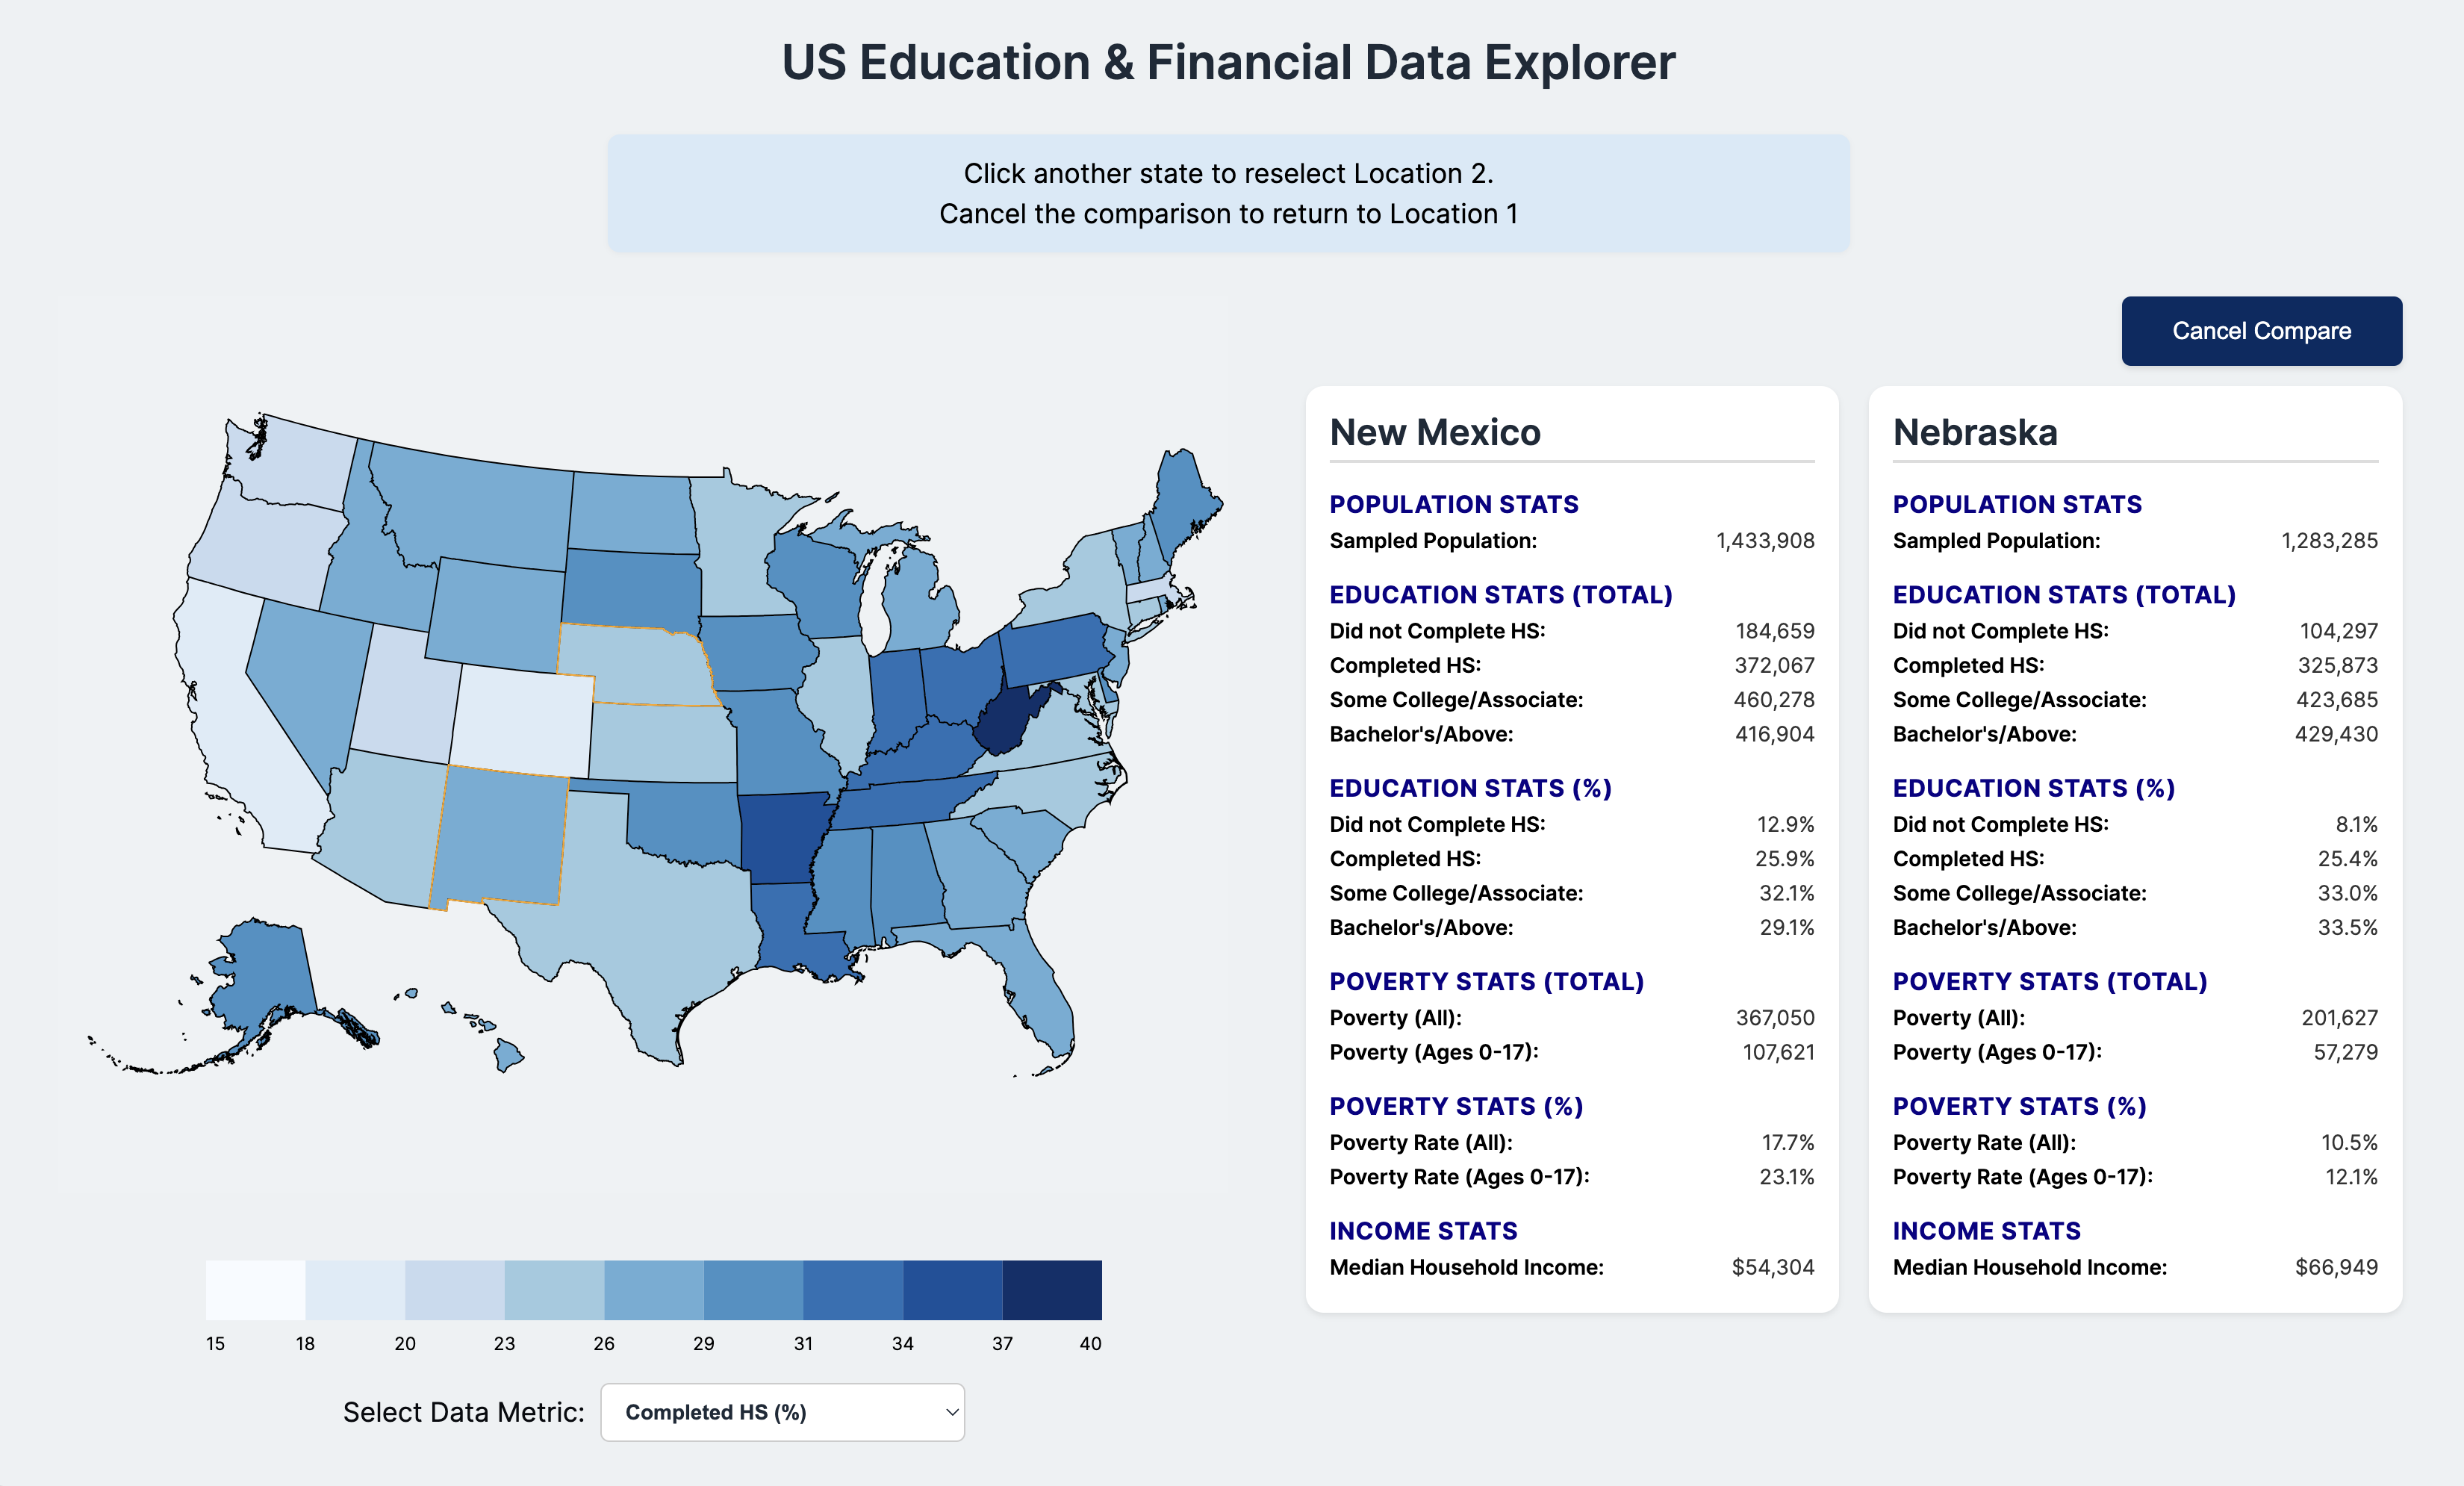 US Education & Financial Data Explorer
Click another state to reselect Location 2.
Cancel the comparison to return to Location 1
Cancel Compare
New Mexico
POPULATION STATS
Sampled Population: 1,433,908
EDUCATION STATS (TOTAL)
Did not Complete HS: 184,659
Completed HS: 372,067
Some College/Associate: 460,278
Bachelor's/Above: 416,904
EDUCATION STATS (%)
Did not Complete HS: 12.9%
Completed HS: 25.9%
Some College/Associate: 32.1%
Bachelor's/Above: 29.1%
POVERTY STATS (TOTAL)
Poverty (All): 367,050
Poverty (Ages 0-17): 107,621
POVERTY STATS (%)
Poverty Rate (All): 17.7%
Poverty Rate (Ages 0-17): 23.1%
INCOME STATS
Median Household Income: $54,304
Nebraska
POPULATION STATS
Sampled Population: 1,283,285
EDUCATION STATS (TOTAL)
Did not Complete HS: 104,297
Completed HS: 325,873
Some College/Associate: 423,685
Bachelor's/Above: 429,430
EDUCATION STATS (%)
Did not Complete HS: 8.1%
Completed HS: 25.4%
Some College/Associate: 33.0%
Bachelor's/Above: 33.5%
POVERTY STATS (TOTAL)
Poverty (All): 201,627
Poverty (Ages 0-17): 57,279
POVERTY STATS (%)
Poverty Rate (All): 10.5%
Poverty Rate (Ages 0-17): 12.1%
INCOME STATS
Median Household Income: $66,949
15 18 20 23 26 29 31 34 37 40
Select Data Metric: Completed HS (%)